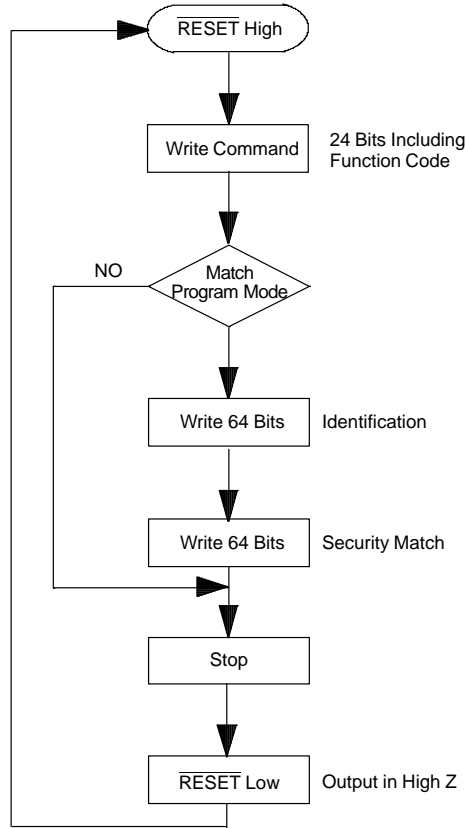 RESET High
Write Command
24 Bits Including
Function Code
NO
Match
Program Mode
Write 64 Bits
Identification
Write 64 Bits
Security Match
Stop
RESET Low
Output in High Z